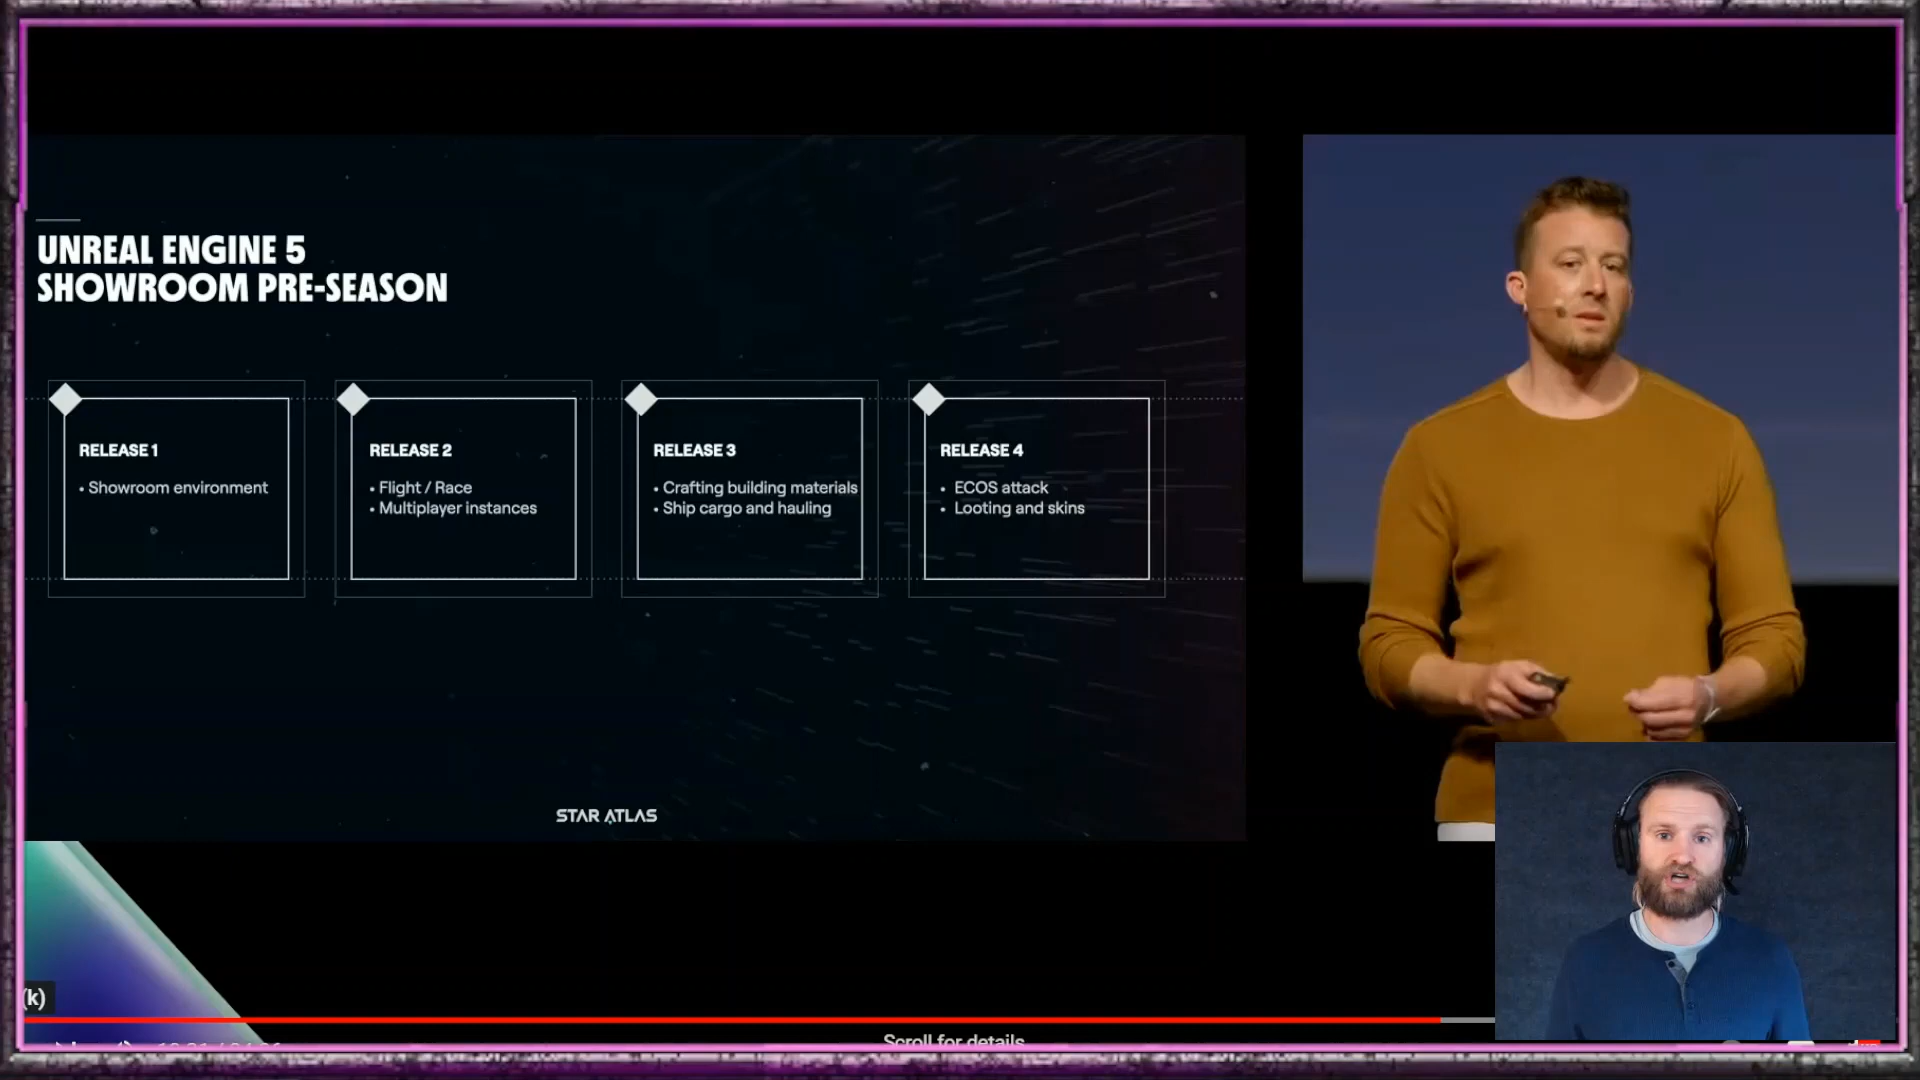 UNREAL ENGINE 5
SHOWROOM PRE-SEASON
RELEASE 1
• Showroom environment
RELEASE 2
• Flight / Race
• Multiplayer instances
RELEASE 3
• Crafting building materials
• Ship cargo and hauling
RELEASE 4
• ECOS attack
• Looting and skins
STAR ATLAS
(k)
Scroll for details